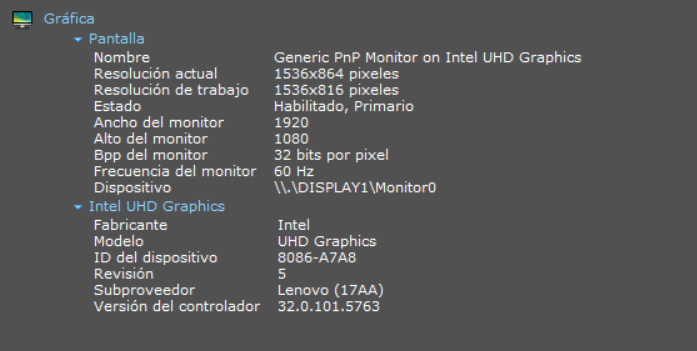 Gráfica
Pantalla
Nombre Generic PnP Monitor on Intel UHD Graphics
Resolución actual 1536x864 pixeles
Resolución de trabajo 1536x816 pixeles
Estado Habilitado, Primario
Ancho del monitor 1920
Alto del monitor 1080
Bpp del monitor 32 bits por pixel
Frecuencia del monitor 60 Hz
Dispositivo \\.\DISPLAY1\Monitor0
Intel UHD Graphics
Fabricante Intel
Modelo UHD Graphics
ID del dispositivo 8086-A7A8
Revisión 5
Subproveedor Lenovo (17AA)
Versión del controlador 32.0.101.5763